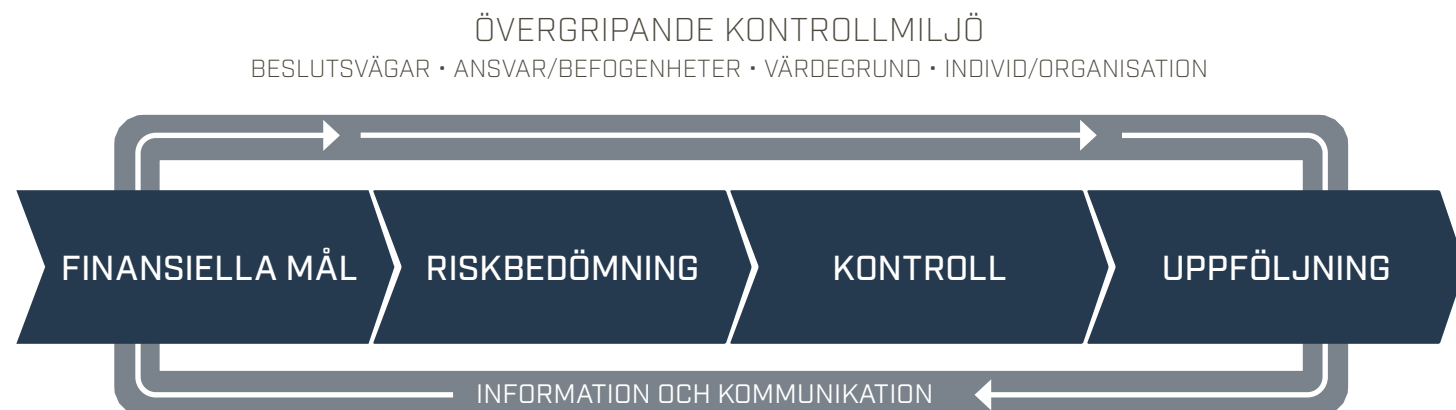 ÖVERGRIPANDE KONTROLLMILJÖ
BESLUTSVÄGAR • ANSVAR/BEFOGENHETER • VÄRDEGRUND • INDIVID/ORGANISATION
FINANSIELLA MÅL
RISKBEDÖMNING
KONTROLL
UPPFÖLJNING
INFORMATION OCH KOMMUNIKATION